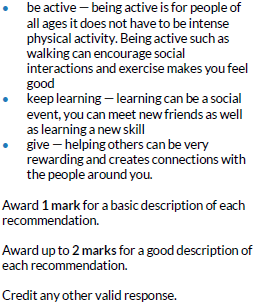 • be active — being active is for people of
all ages it does not have to be intense
physical activity. Being active such as
walking can encourage social
interactions and exercise makes you feel
good
• keep learning — learning can be a social
event, you can meet new friends as well
as learning a new skill
• give — helping others can be very
rewarding and creates connections with
the people around you.
Award 1 mark for a basic description of each
recommendation.
Award up to 2 marks for a good description of
each recommendation.
Credit any other valid response.